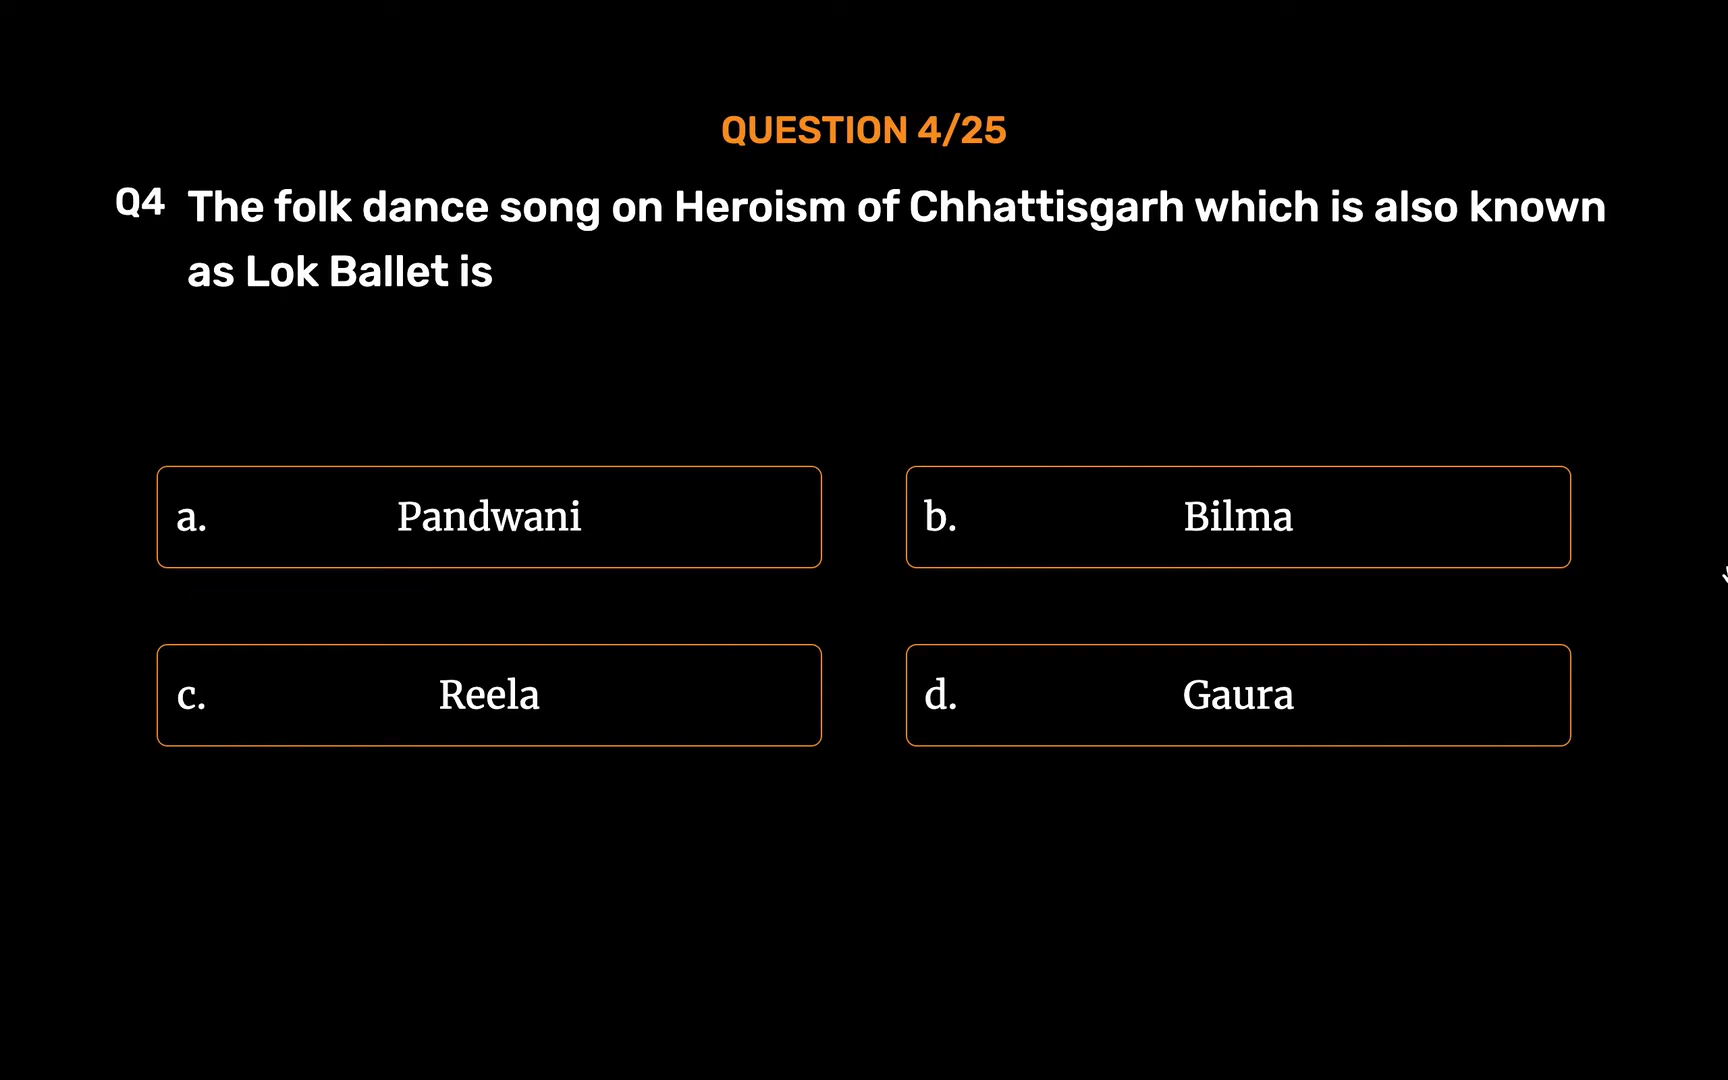 QUESTION 4/25
Q4 The folk dance song on Heroism of Chhattisgarh which is also known
as Lok Ballet is
a. Pandwani
b. Bilma
c. Reela
d. Gaura